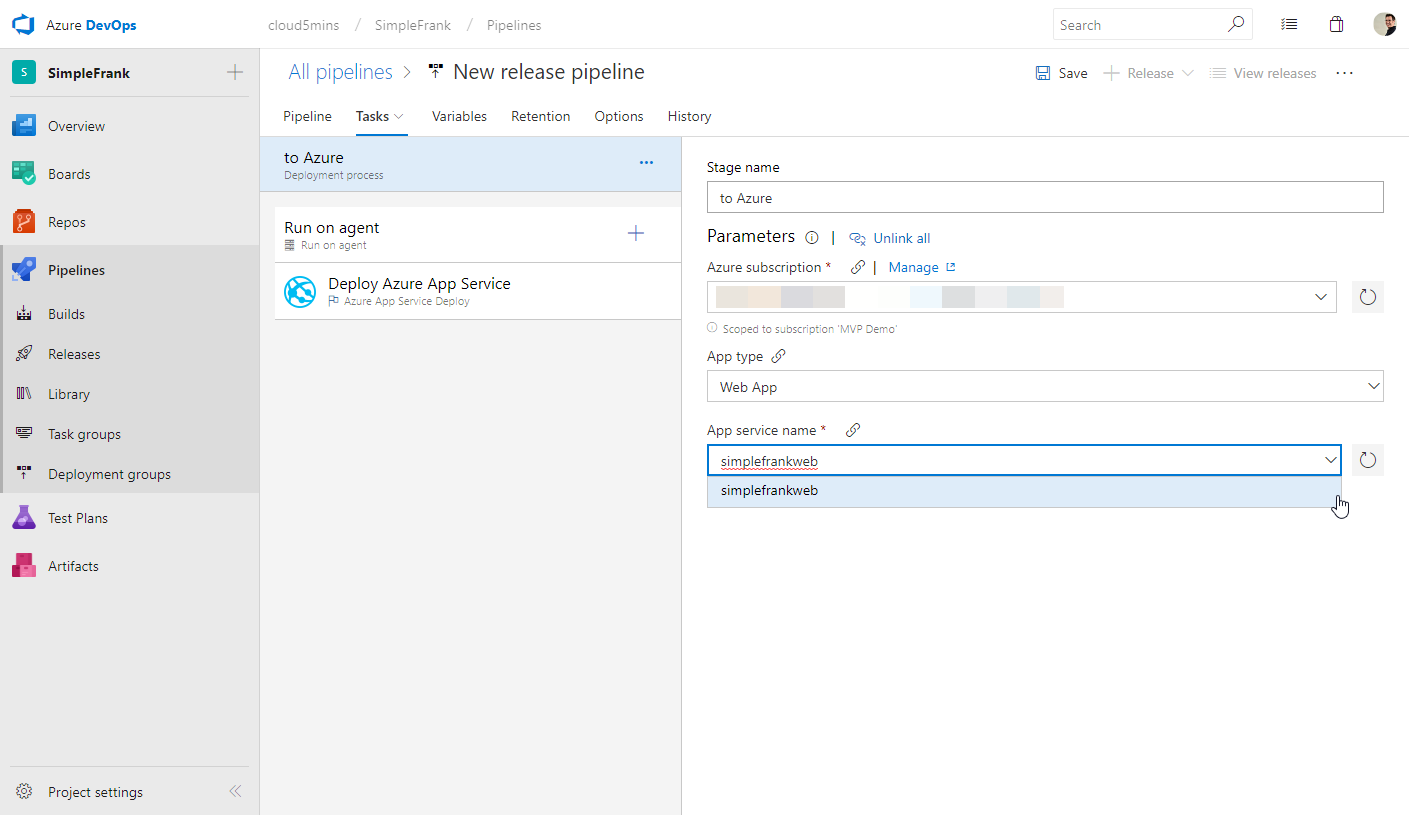 Azure DevOps
cloud5mins / SimpleFrank / Pipelines
Search
S
SimpleFrank
Overview
Boards
Repos
Pipelines
Builds
Releases
Library
Task groups
Deployment groups
Test Plans
Artifacts
Project settings
All pipelines > New release pipeline
Save
Release
View releases
...
Pipeline
Tasks
Variables
Retention
Options
History
to Azure
Deployment process
...
Run on agent
Run on agent
Deploy Azure App Service
Azure App Service Deploy
Stage name
to Azure
Parameters | Unlink all
Azure subscription * | Manage
Scoped to subscription 'MVP Demo'
App type
Web App
App service name *
simplefrankweb
simplefrankweb